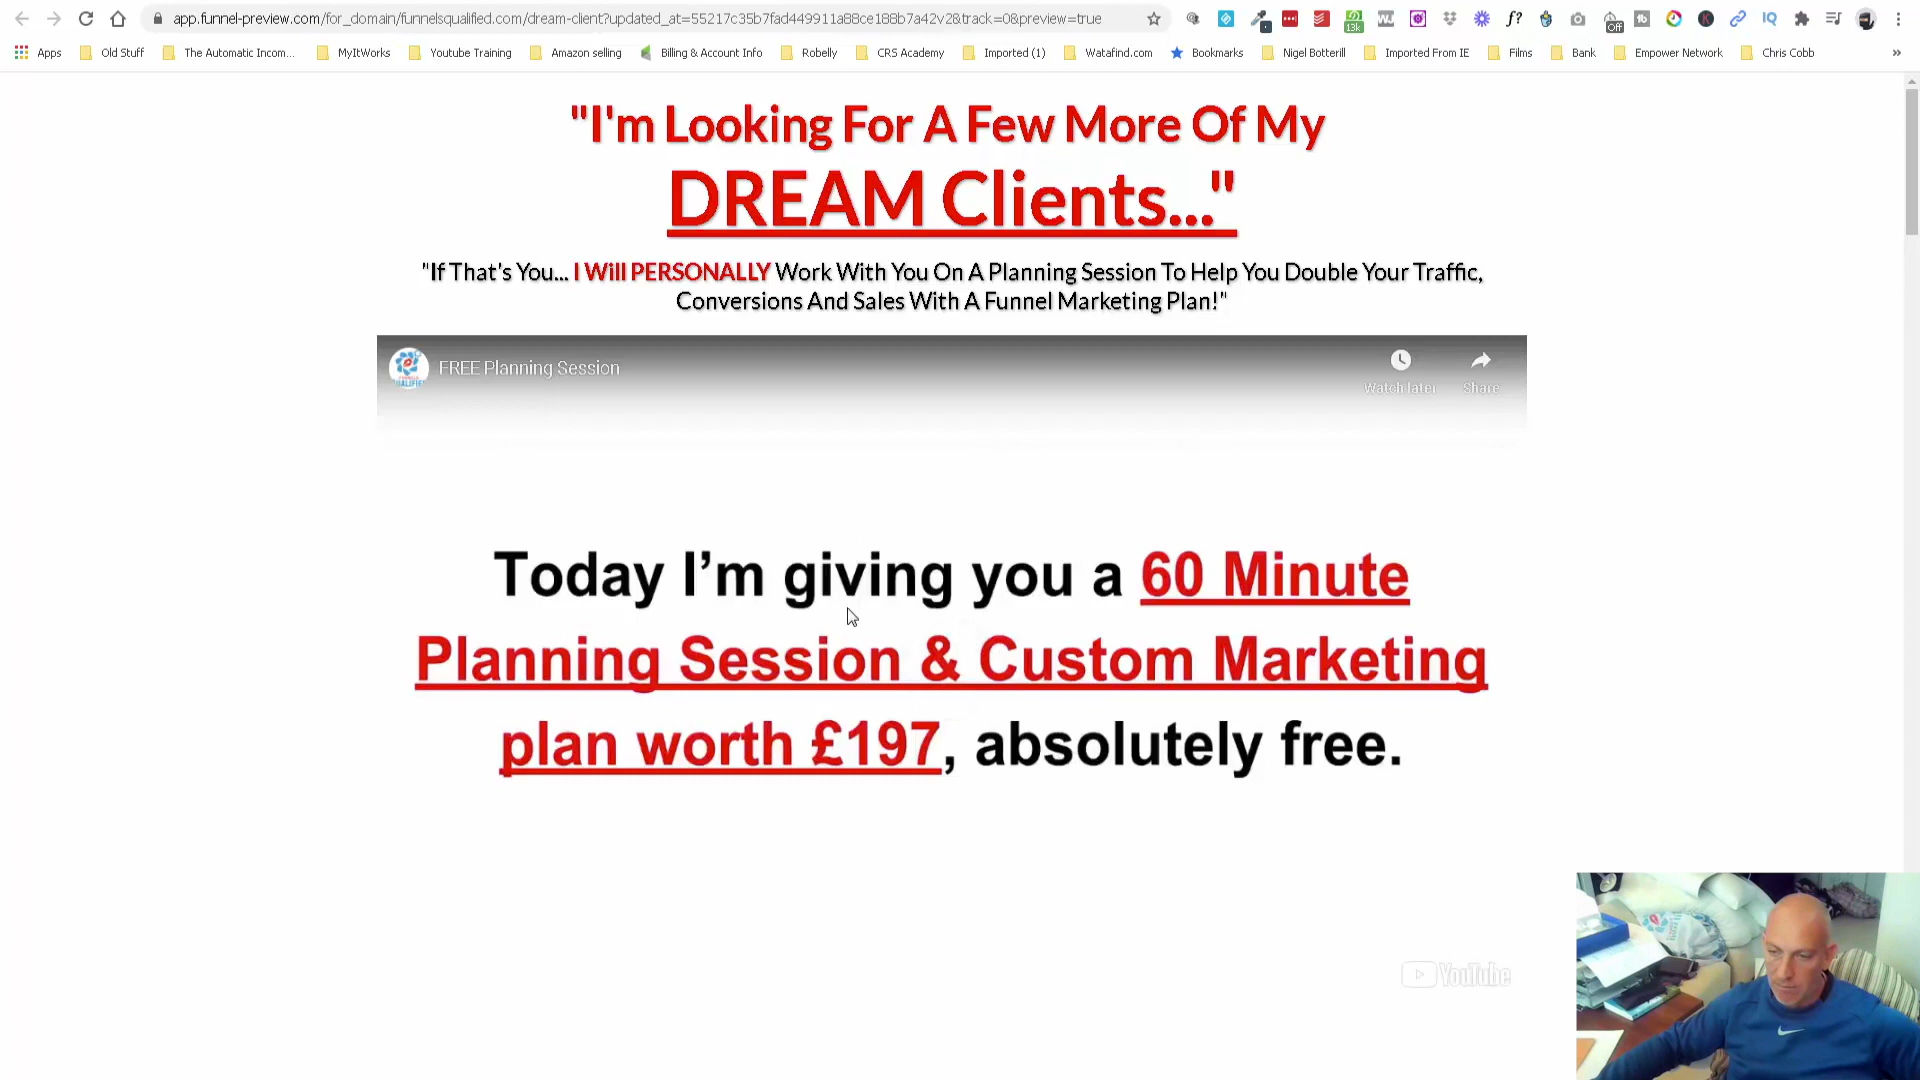 app.funnel-preview.com/for_domain/funnelsqualified.com/dream-client?updated_at=55217c35b7fad449911a88ce188b7a42v2&track=0&preview=true
13k
Off
Apps Old Stuff The Automatic Incom... MyItWorks Youtube Training Amazon selling Billing & Account Info Robelly CRS Academy Imported (1) Watafind.com Bookmarks Nigel Botterill Imported From IE Films Bank Empower Network Chris Cobb »
"I'm Looking For A Few More Of My
DREAM Clients..."
"If That's You... I Will PERSONALLY Work With You On A Planning Session To Help You Double Your Traffic,
Conversions And Sales With A Funnel Marketing Plan!"
FREE Planning Session
Watch later Share
Today I’m giving you a 60 Minute
Planning Session & Custom Marketing
plan worth £197, absolutely free.
YouTube